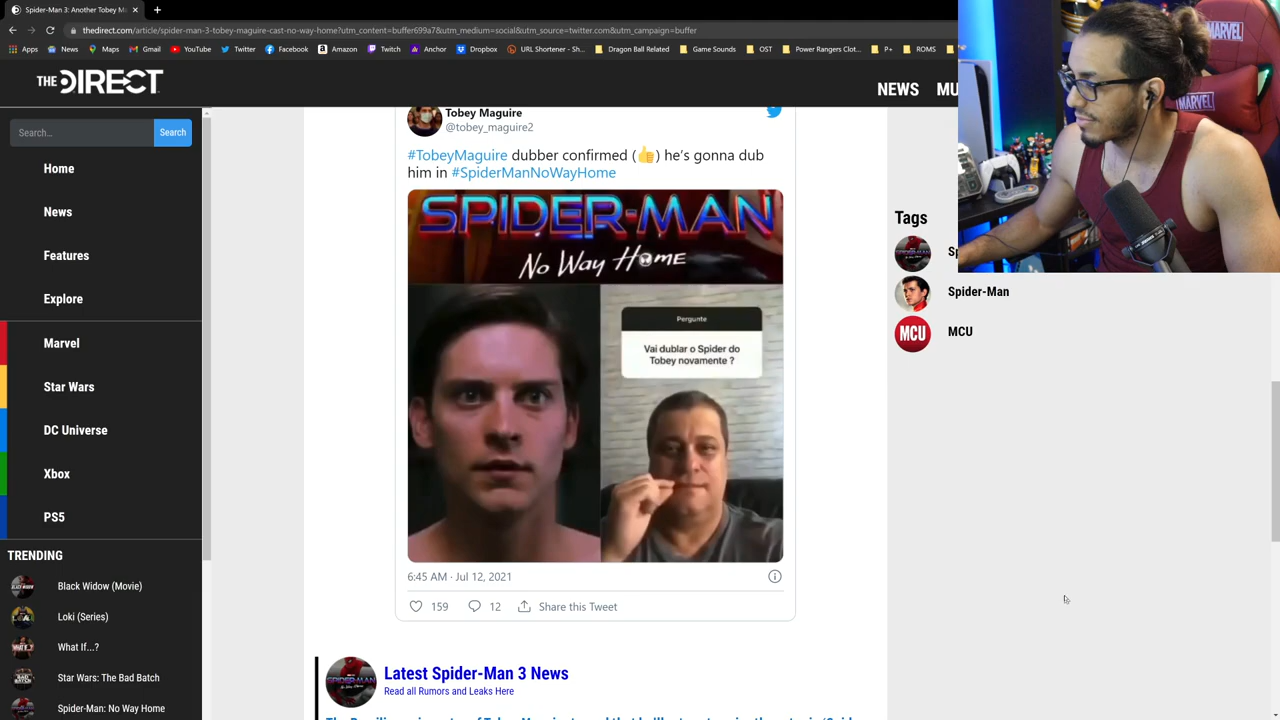 Spider-Man 3: Another Tobey M
thedirect.com/article/spider-man-3-tobey-maguire-cast-no-way-home?utm_content=buffer699a7&utm_medium=social&utm_source=twitter.com&utm_campaign=buffer
Apps News Maps Gmail YouTube Twitter Facebook Amazon Twitch Anchor Dropbox URL Shortener - Sh... Dragon Ball Related Game Sounds OST Power Rangers Clot... P+ ROMS
THE DIRECT
NEWS MU
Search...
Search
Home
News
Features
Explore
Marvel
Star Wars
DC Universe
Xbox
PS5
TRENDING
Black Widow (Movie)
Loki (Series)
What If...?
Star Wars: The Bad Batch
Spider-Man: No Way Home
Tobey Maguire
@tobey_maguire2
#TobeyMaguire dubber confirmed (👍) he's gonna dub
him in #SpiderManNoWayHome
SPIDER-MAN
No Way Home
Pergunte
Vai dublar o Spider do
Tobey novamente ?
6:45 AM · Jul 12, 2021
159 12 Share this Tweet
Latest Spider-Man 3 News
Read all Rumors and Leaks Here
Tags
Sp
Spider-Man
MCU
MCU
MARVEL
MARVEL